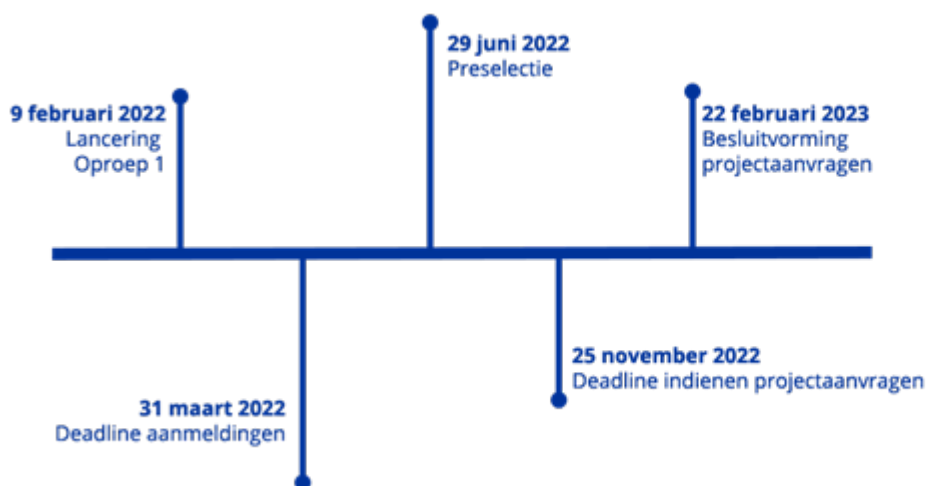 9 februari 2022
Lancering
Oproep 1
31 maart 2022
Deadline aanmeldingen
29 juni 2022
Preselectie
25 november 2022
Deadline indienen projectaanvragen
22 februari 2023
Besluitvorming
projectaanvragen